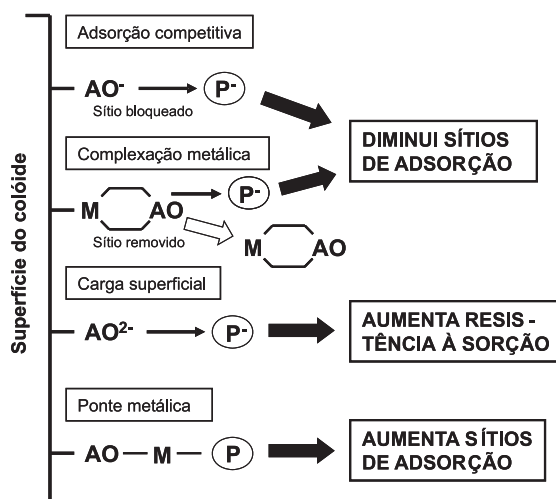 Superfície do colóide
Adsorção competitiva
AO⁻ P⁻
Sítio bloqueado
DIMINUI SÍTIOS
DE ADSORÇÃO
Complexação metálica
P⁻
M AO
Sítio removido
M AO
Carga superficial
AO²⁻ P⁻
AUMENTA RESIS -
TÊNCIA À SORÇÃO
Ponte metálica
AO — M — P
AUMENTA SÍTIOS
DE ADSORÇÃO